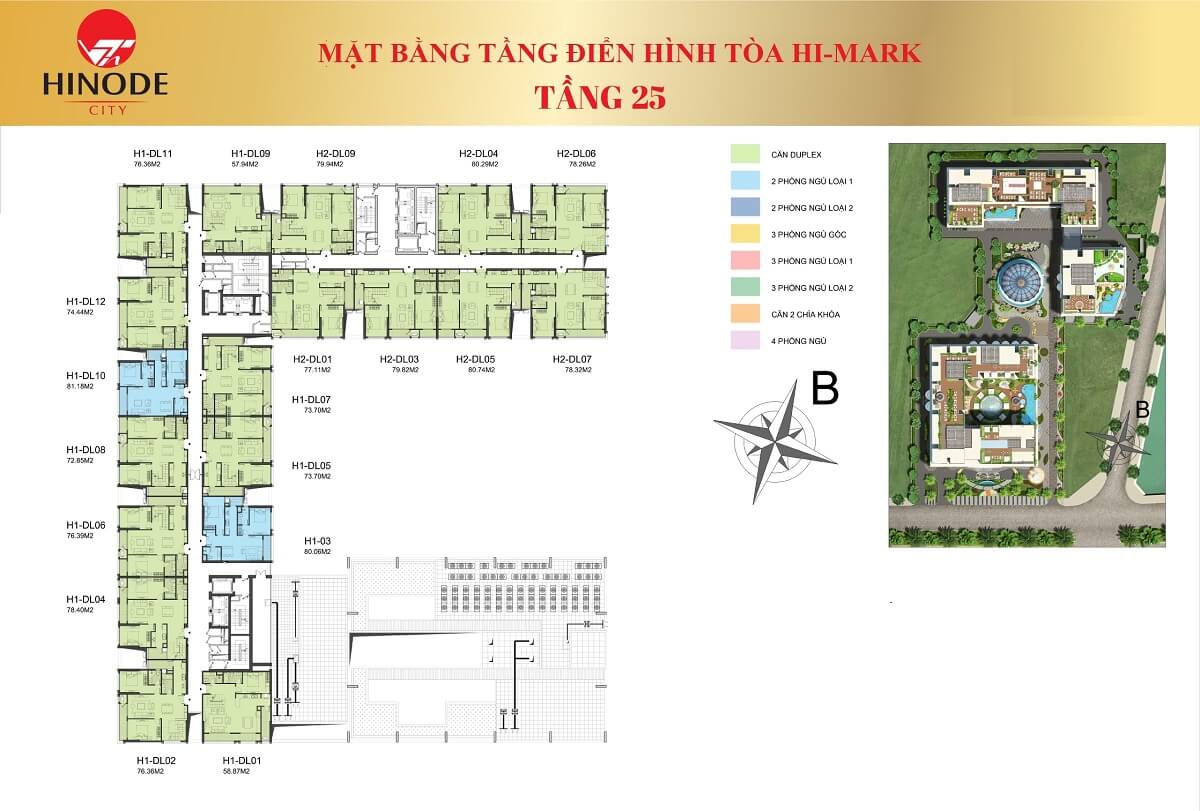 HINODE
CITY
MẶT BẰNG TẦNG ĐIỂN HÌNH TÒA HI-MARK
TẦNG 25
H1-DL11
76.36M2
H1-DL09
57.94M2
H2-DL09
79.94M2
H2-DL04
80.29M2
H2-DL06
78.26M2
H1-DL12
74.44M2
H1-DL10
81.18M2
H1-DL08
72.85M2
H1-DL06
76.39M2
H1-DL04
78.40M2
H2-DL01
77.11M2
H2-DL03
79.82M2
H2-DL05
80.74M2
H2-DL07
78.32M2
H1-DL07
73.70M2
H1-DL05
73.70M2
H1-03
80.06M2
H1-DL02
76.36M2
H1-DL01
58.87M2
CĂN DUPLEX
2 PHÒNG NGỦ LOẠI 1
2 PHÒNG NGỦ LOẠI 2
3 PHÒNG NGỦ GÓC
3 PHÒNG NGỦ LOẠI 1
3 PHÒNG NGỦ LOẠI 2
CĂN 2 CHÌA KHÓA
4 PHÒNG NGỦ
B
B